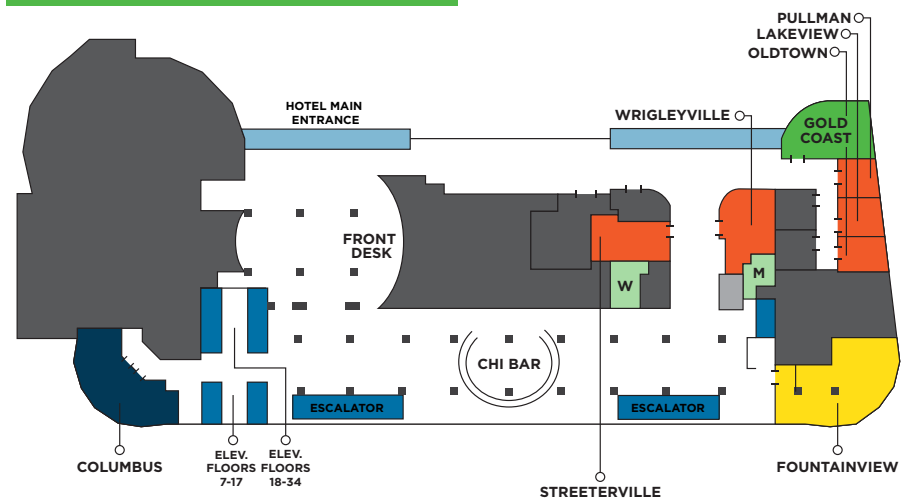 PULLMAN
LAKEVIEW
OLDTOWN
HOTEL MAIN
ENTRANCE
WRIGLEYVILLE
GOLD
COAST
FRONT
DESK
W
M
CHI BAR
ESCALATOR
ESCALATOR
COLUMBUS
ELEV.
FLOORS
7-17
ELEV.
FLOORS
18-34
STREETERVILLE
FOUNTAINVIEW